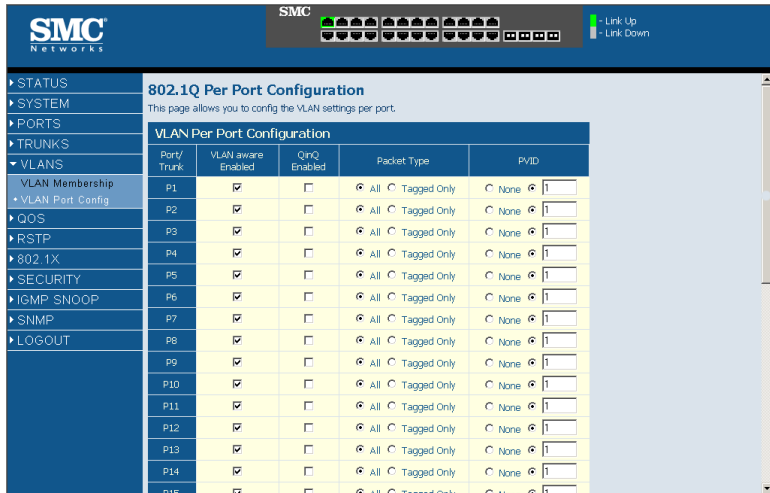 SMC
Networks
SMC
- Link Up
- Link Down
STATUS
SYSTEM
PORTS
TRUNKS
VLANS
VLAN Membership
VLAN Port Config
QOS
RSTP
802.1X
SECURITY
IGMP SNOOP
SNMP
LOGOUT
802.1Q Per Port Configuration
This page allows you to config the VLAN settings per port.
VLAN Per Port Configuration
Port/ Trunk VLAN aware Enabled QinQ Enabled Packet Type PVID
P1 All Tagged Only None 1
P2 All Tagged Only None 1
P3 All Tagged Only None 1
P4 All Tagged Only None 1
P5 All Tagged Only None 1
P6 All Tagged Only None 1
P7 All Tagged Only None 1
P8 All Tagged Only None 1
P9 All Tagged Only None 1
P10 All Tagged Only None 1
P11 All Tagged Only None 1
P12 All Tagged Only None 1
P13 All Tagged Only None 1
P14 All Tagged Only None 1
P15 All Tagged Only None 1